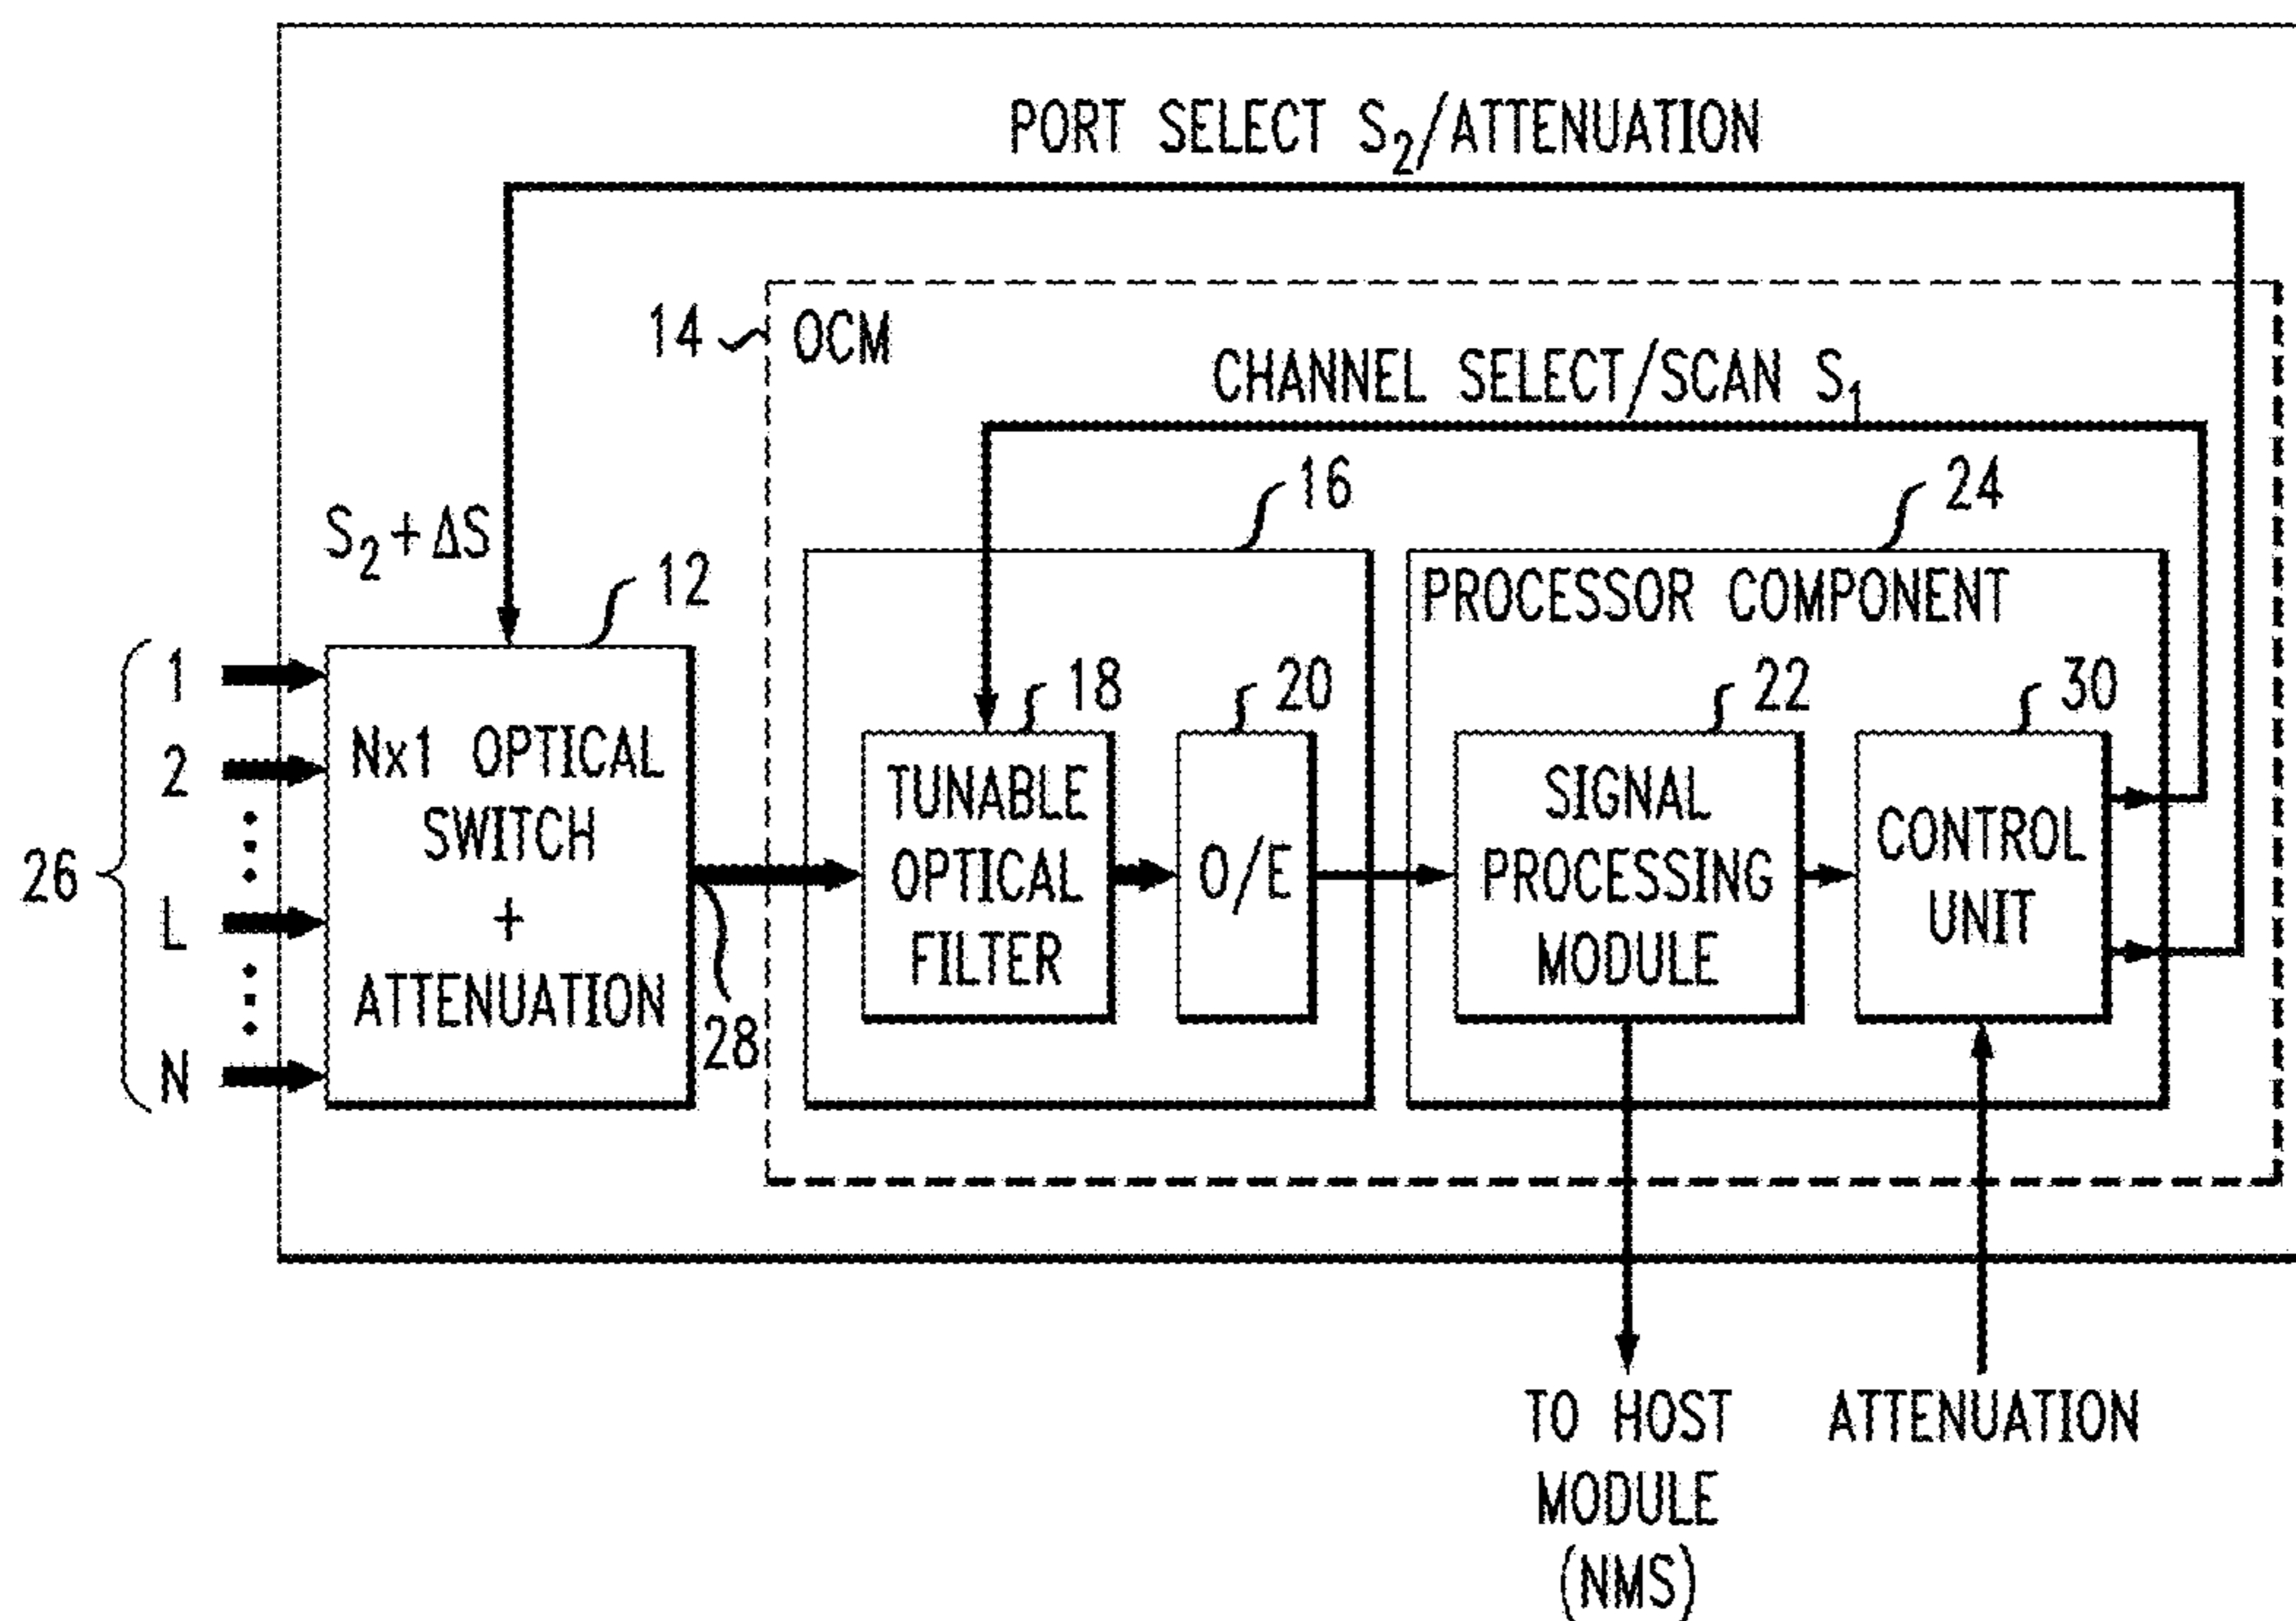 PORT SELECT S₂/ATTENUATION
14
OCM
CHANNEL SELECT/SCAN S₁
16
24
S₂+ΔS
12
PROCESSOR COMPONENT
1
18
20
22
30
2
Nx1 OPTICAL
SWITCH
+
ATTENUATION
TUNABLE
OPTICAL
FILTER
O/E
SIGNAL
PROCESSING
MODULE
CONTROL
UNIT
26
L
28
N
TO HOST
MODULE
(NMS)
ATTENUATION